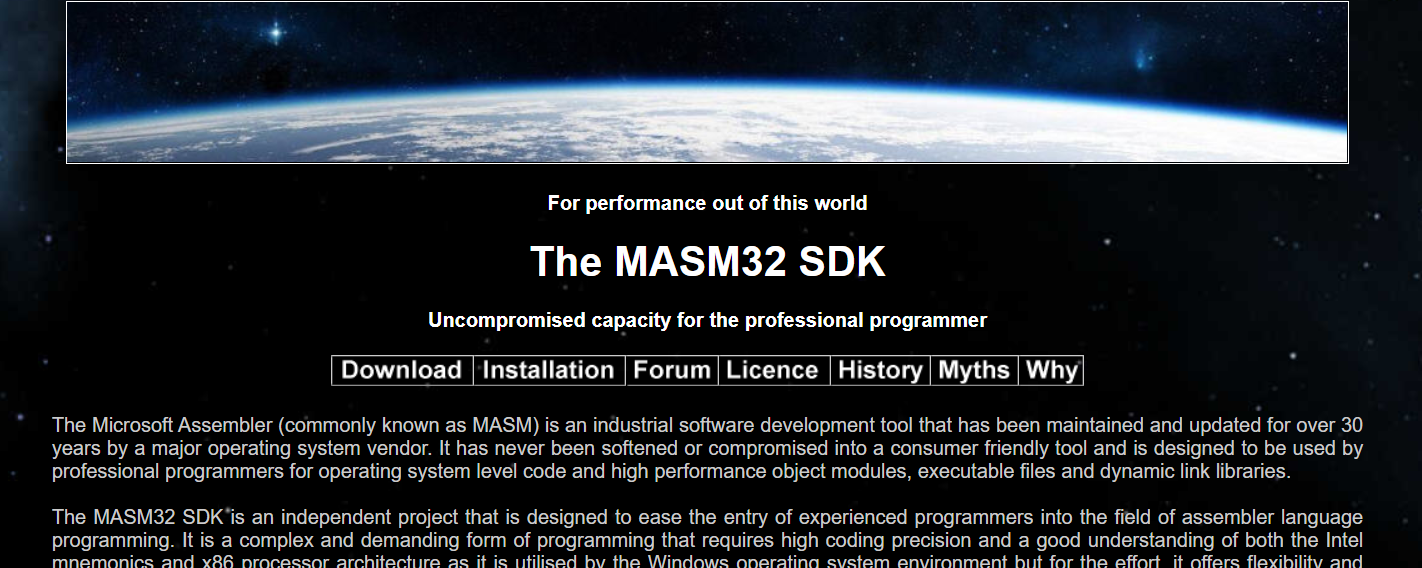 For performance out of this world
The MASM32 SDK
Uncompromised capacity for the professional programmer
Download Installation Forum Licence History Myths Why
The Microsoft Assembler (commonly known as MASM) is an industrial software development tool that has been maintained and updated for over 30
years by a major operating system vendor. It has never been softened or compromised into a consumer friendly tool and is designed to be used by
professional programmers for operating system level code and high performance object modules, executable files and dynamic link libraries.
The MASM32 SDK is an independent project that is designed to ease the entry of experienced programmers into the field of assembler language
programming. It is a complex and demanding form of programming that requires high coding precision and a good understanding of both the Intel
mnemonics and x86 processor architecture as it is utilised by the Windows operating system environment but for the effort, it offers flexibility and